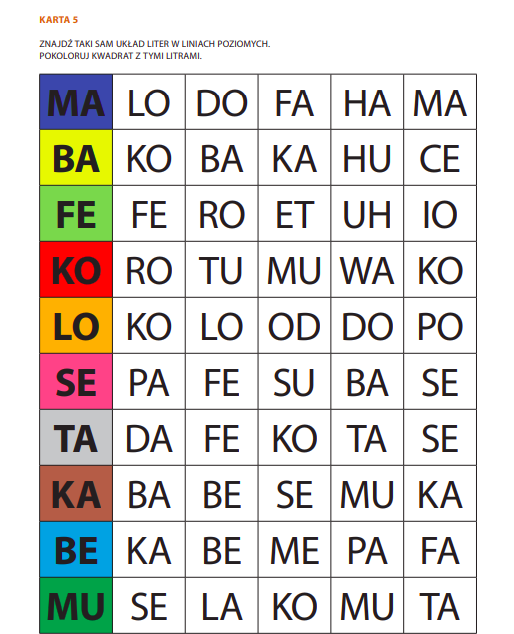 KARTA 5
ZNAJDŹ TAKI SAM UKŁAD LITER W LINIACH POZIOMYCH.
POKOLORUJ KWADRAT Z TYMI LITRAMI.
MA LO DO FA HA MA
BA KO BA KA HU CE
FE FE RO ET UH IO
KO RO TU MU WA KO
LO KO LO OD DO PO
SE PA FE SU BA SE
TA DA FE KO TA SE
KA BA BE SE MU KA
BE KA BE ME PA FA
MU SE LA KO MU TA